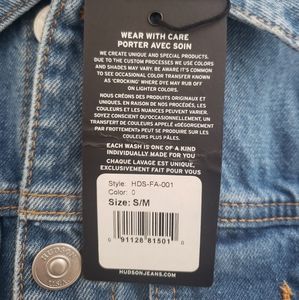 WEAR WITH CARE
PORTER AVEC SOIN
WE CREATE UNIQUE AND SPECIAL PRODUCTS.
DUE TO THE CUSTOM PROCESSES WE USE COLORS
AND SHADES MAY VARY. BE AWARE IT'S COMMON
TO SEE OCCASIONAL COLOR TRANSFER KNOWN
AS 'CROCKING' WHERE DYE MAY RUB OFF
ON LIGHTER COLORS.
NOUS CRÉONS DES PRODUITS ORIGINAUX ET
UNIQUES. EN RAISON DE NOS PROCÉDÉS, LES
COULEURS ET LES NUANCES PEUVENT VARIER.
SOYEZ CONSCIENT QU'OCCASIONNELLEMENT, UN
TRANSFERT DE COULEURS APPELÉ «DÉGORGEMENT
PAR FROTTEMENT» PEUT SE PRODUIRE SUR LES
COULEURS PLUS PÂLES.
EACH WASH IS ONE OF A KIND
INDIVIDUALLY MADE FOR YOU
CHAQUE LAVAGE EST UNIQUE,
EXCLUSIVEMENT FAIT POUR VOUS
Style: HDS-FA-001
Color: 0
Size: S/M
0 91128 81501 0
HUDSONJEANS.COM
HUDSON